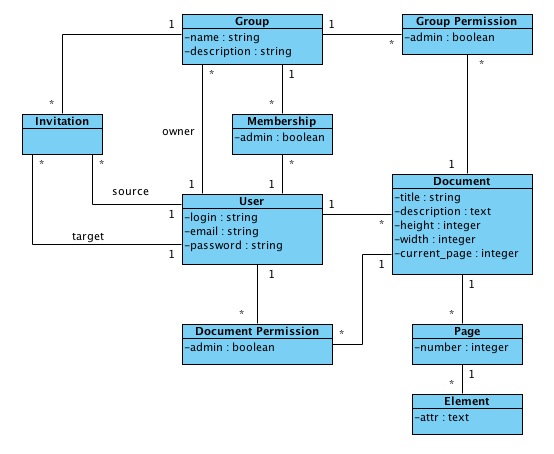 Group
-name : string
-description : string
Group Permission
-admin : boolean
1
1
*
*
1
*
*
*
Invitation
owner
Membership
-admin : boolean
*
*
*
source
1
target
1
1
1
User
-login : string
-email : string
-password : string
1
*
1
Document
-title : string
-description : text
-height : integer
-width : integer
-current_page : integer
1
1
1
*
*
*
Document Permission
-admin : boolean
Page
-number : integer
1
*
Element
-attr : text